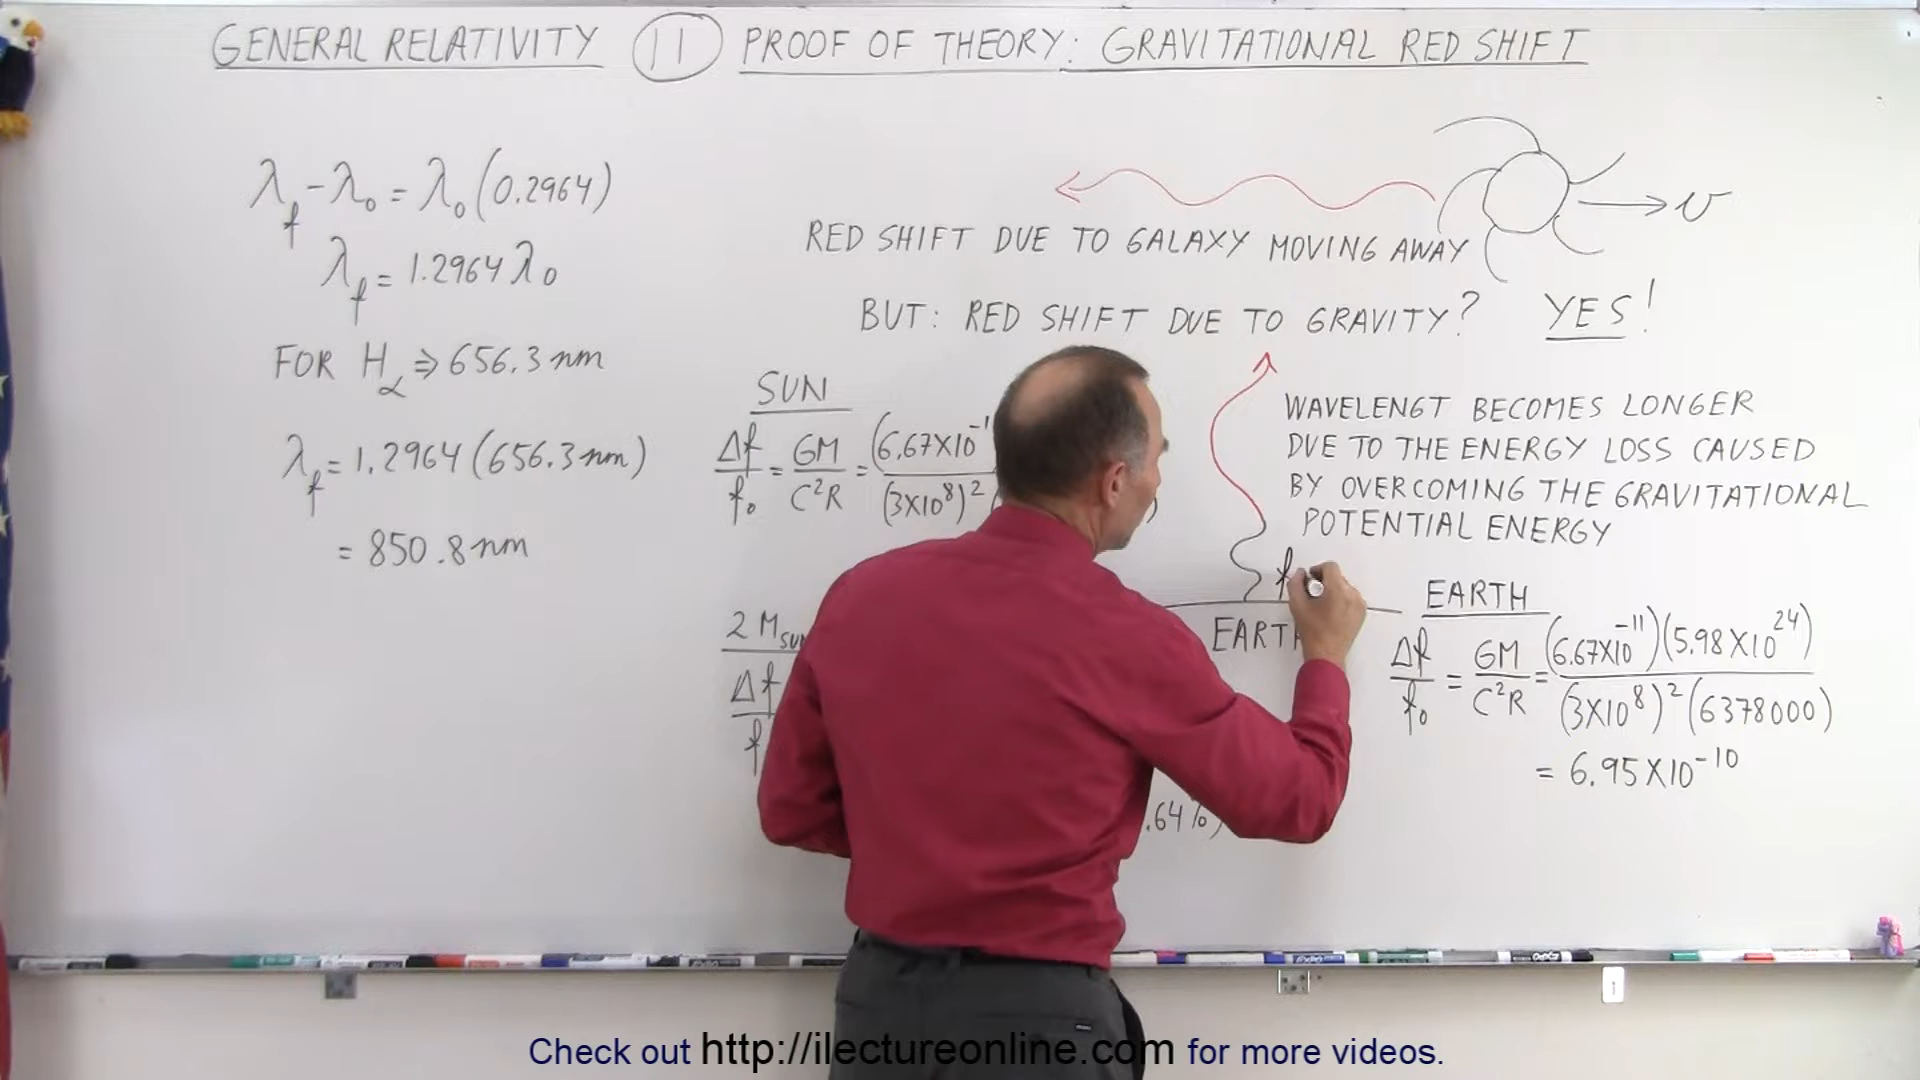 GENERAL RELATIVITY 11 PROOF OF THEORY: GRAVITATIONAL RED SHIFT
λf - λ0 = λ0 (0.2964)
λf = 1.2964 λ0
FOR Hα ⇒ 656.3 nm
λf = 1.2964 (656.3 nm)
= 850.8 nm
v
RED SHIFT DUE TO GALAXY MOVING AWAY
BUT: RED SHIFT DUE TO GRAVITY? YES!
WAVELENGT BECOMES LONGER
DUE TO THE ENERGY LOSS CAUSED
BY OVERCOMING THE GRAVITATIONAL
POTENTIAL ENERGY
SUN
Δf/f0 = GM/C²R = (6.67X10⁻/(3X10⁸)²
2 MSUN
Δf
f
.64%)
f
EARTH
EARTH
Δf/f0 = GM/C²R = (6.67X10⁻¹¹)(5.98X10²⁴)/(3X10⁸)²(6378000)
= 6.95X10⁻¹⁰
Check out http://ilectureonline.com for more videos.